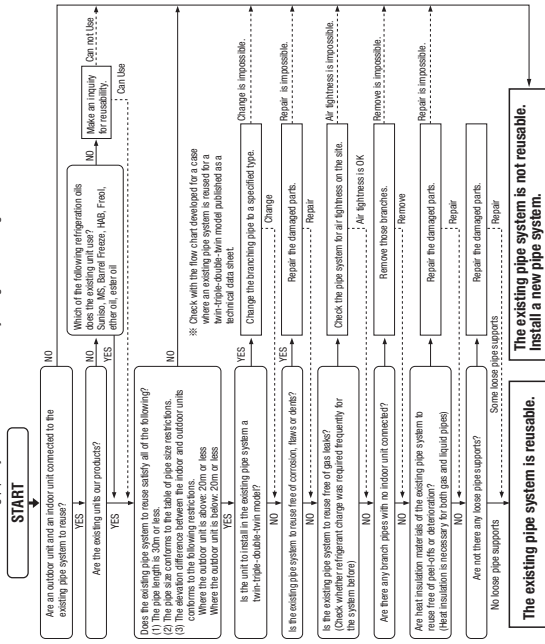 START
Are an outdoor unit and an indoor unit connected to the
existing pipe system to reuse?
NO
YES
Are the existing units our products?
NO
YES
Which of the following refrigeration oils
does the existing unit use?
Suniso, MS, Barrel Freeze, HAB, Freol,
ether oil, ester oil
NO
YES
Make an inquiry
for reusability.
Can not Use
Can Use
Does the existing pipe system to reuse satisfy all of the following?
(1) The pipe length is 30m or less.
(2) The pipe size conforms to the table of pipe size restrictions.
(3) The elevation difference between the indoor and outdoor units
conforms to the following restrictions.
Where the outdoor unit is above: 20m or less
Where the outdoor unit is below: 20m or less
NO
YES
※ Check with the flow chart developed for a case
where an existing pipe system is reused for a
twin-triple-double-twin model published as a
technical data sheet.
Is the unit to install in the existing pipe system a
twin-triple-double-twin model?
YES
NO
Change the branching pipe to a specified type.
Change is impossible.
Change
Is the existing pipe system to reuse free of corrosion, flaws or dents?
YES
NO
Repair the damaged parts.
Repair is impossible.
Repair
Is the existing pipe system to reuse free of gas leaks?
(Check whether refrigerant charge was required frequently for
the system before)
NO
Check the pipe system for air tightness on the site.
Air tightness is impossible.
Air tightness is OK
Are there any branch pipes with no indoor unit connected?
NO
Remove those branches.
Remove is impossible.
Remove
Are heat insulation materials of the existing pipe system to
reuse free of peel-offs or deterioration?
(Heat insulation is necessary for both gas and liquid pipes)
NO
Repair the damaged parts.
Repair is impossible.
Repair
Are not there any loose pipe supports?
Repair the damaged parts.
No loose pipe supports
Some loose pipe supports
Repair
The existing pipe system is reusable.
The existing pipe system is not reusable.
Install a new pipe system.